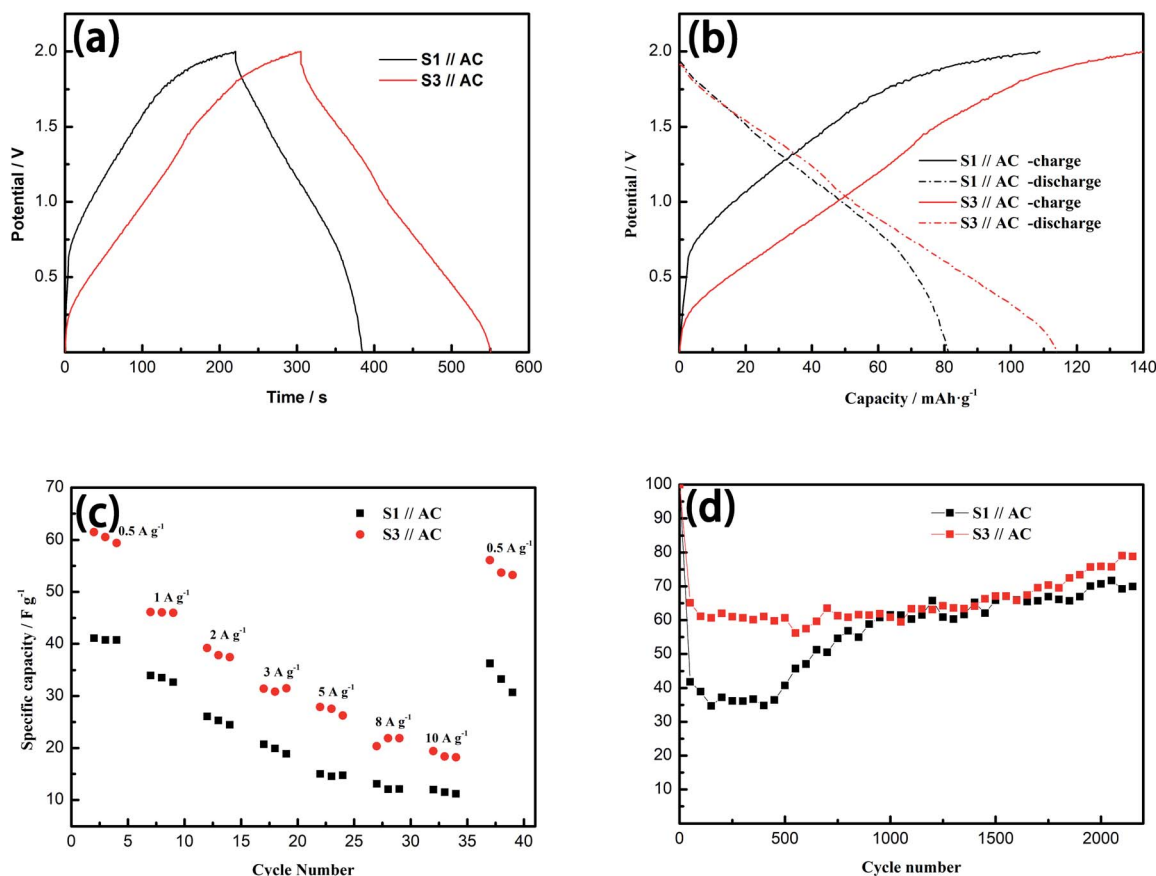 (a)
S1 // AC
S3 // AC
2.0
1.5
1.0
0.5
Potential / V
0 100 200 300 400 500 600
Time / s
(b)
2.0
1.5
1.0
0.5
Potential / V
S1 // AC -charge
S1 // AC -discharge
S3 // AC -charge
S3 // AC -discharge
0 20 40 60 80 100 120 140
Capacity / mAh·g⁻¹
(c)
S1 // AC
S3 // AC
70
60
50
40
30
20
10
Specific capacity / F g⁻¹
0.5 A g⁻¹
1 A g⁻¹
2 A g⁻¹
3 A g⁻¹
5 A g⁻¹
8 A g⁻¹
10 A g⁻¹
0.5 A g⁻¹
0 5 10 15 20 25 30 35 40
Cycle Number
(d)
S1 // AC
S3 // AC
100
90
80
70
60
50
40
30
20
10
0 500 1000 1500 2000
Cycle number